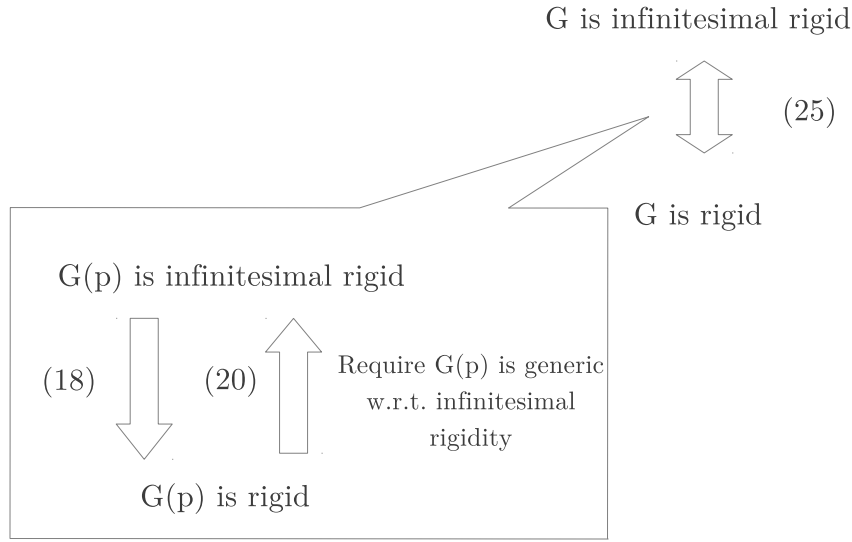 G is infinitesimal rigid
(25)
G is rigid
G(p) is infinitesimal rigid
(18)
(20)
Require G(p) is generic
w.r.t. infinitesimal
rigidity
G(p) is rigid